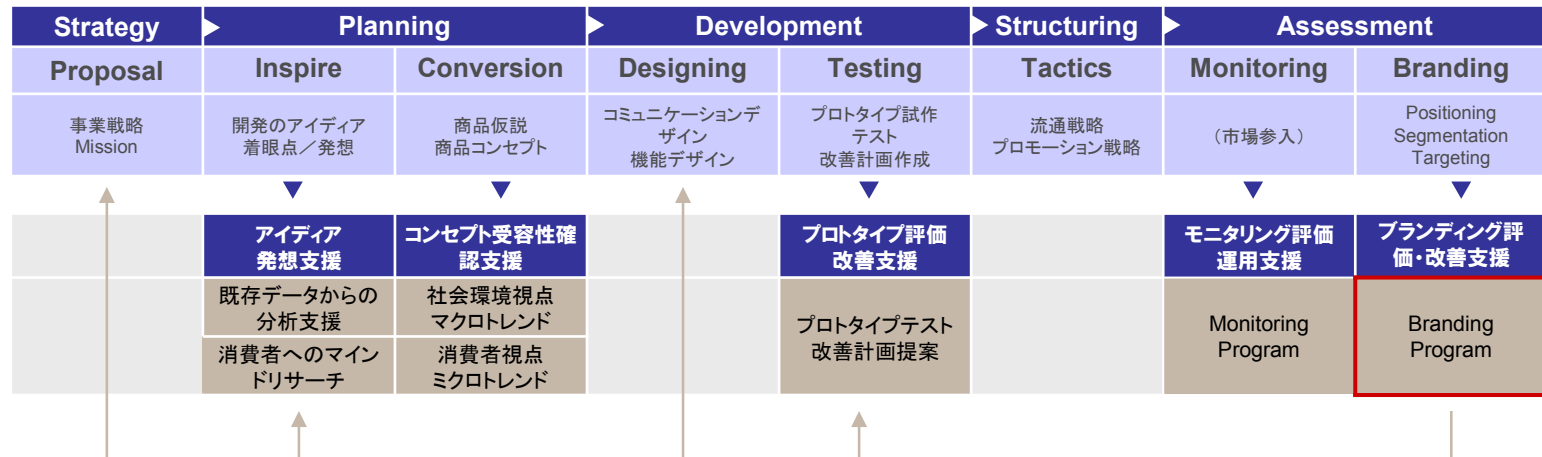 Strategy
Planning
Development
Structuring
Assessment
Proposal
Inspire
Conversion
Designing
Testing
Tactics
Monitoring
Branding
事業戦略
Mission
開発のアイディア
着眼点／発想
商品仮説
商品コンセプト
コミュニケーションデ
ザイン
機能デザイン
プロトタイプ試作
テスト
改善計画作成
流通戦略
プロモーション戦略
（市場参入）
Positioning
Segmentation
Targeting
アイディア
発想支援
コンセプト受容性確
認支援
プロトタイプ評価
改善支援
モニタリング評価
運用支援
ブランディング評
価・改善支援
既存データからの
分析支援
社会環境視点
マクロトレンド
消費者へのマイン
ドリサーチ
消費者視点
ミクロトレンド
プロトタイプテスト
改善計画提案
Monitoring
Program
Branding
Program